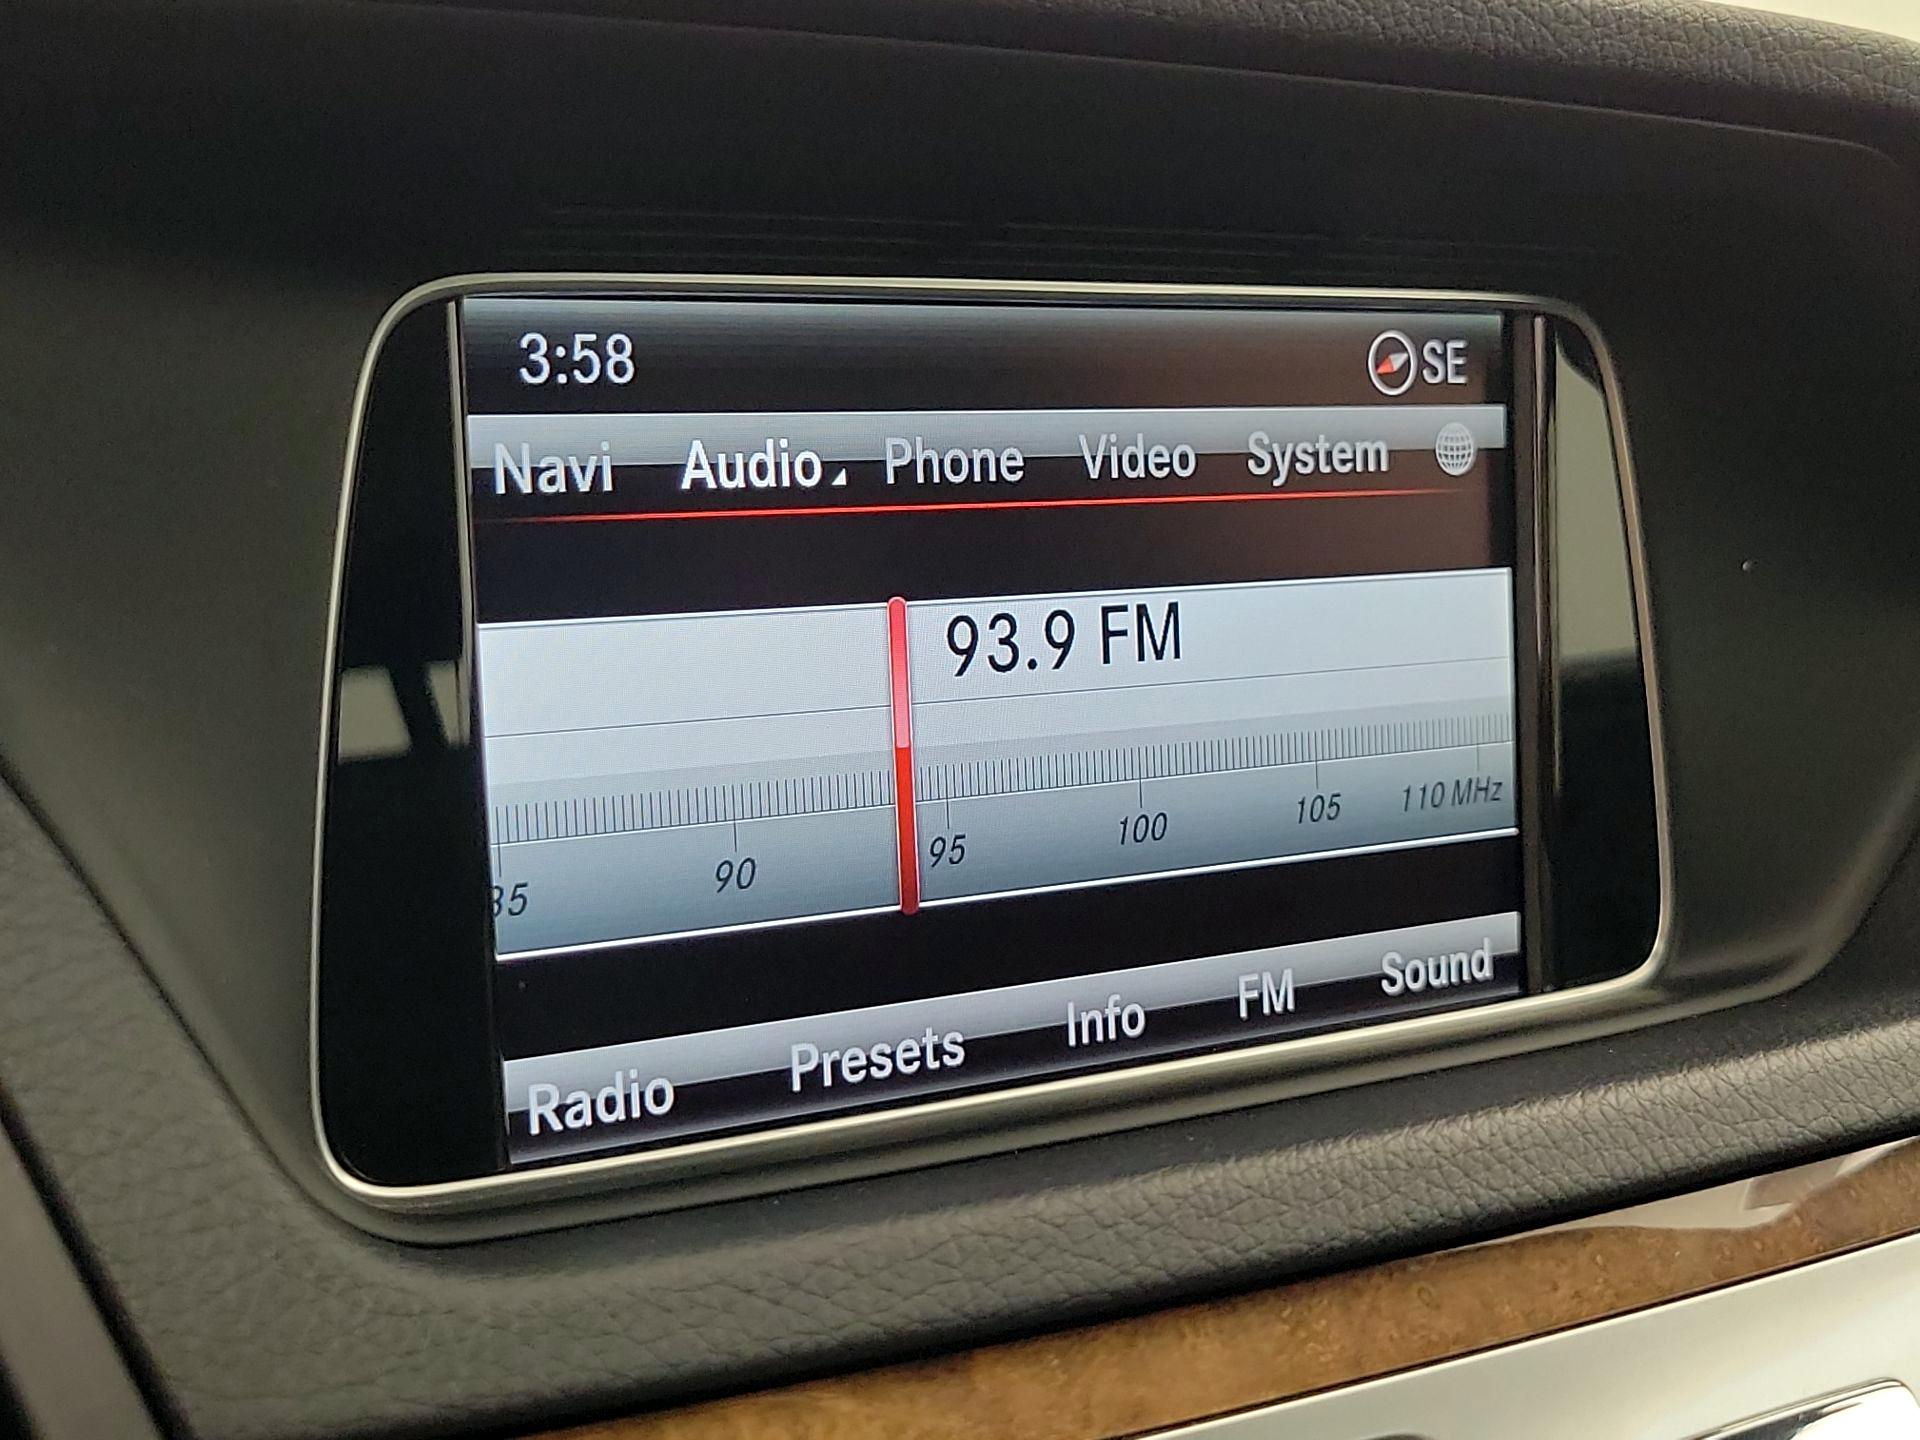 3:58 SE
Navi Audio Phone Video System
93.9 FM
85 90 95 100 105 110 MHz
Radio Presets Info FM Sound